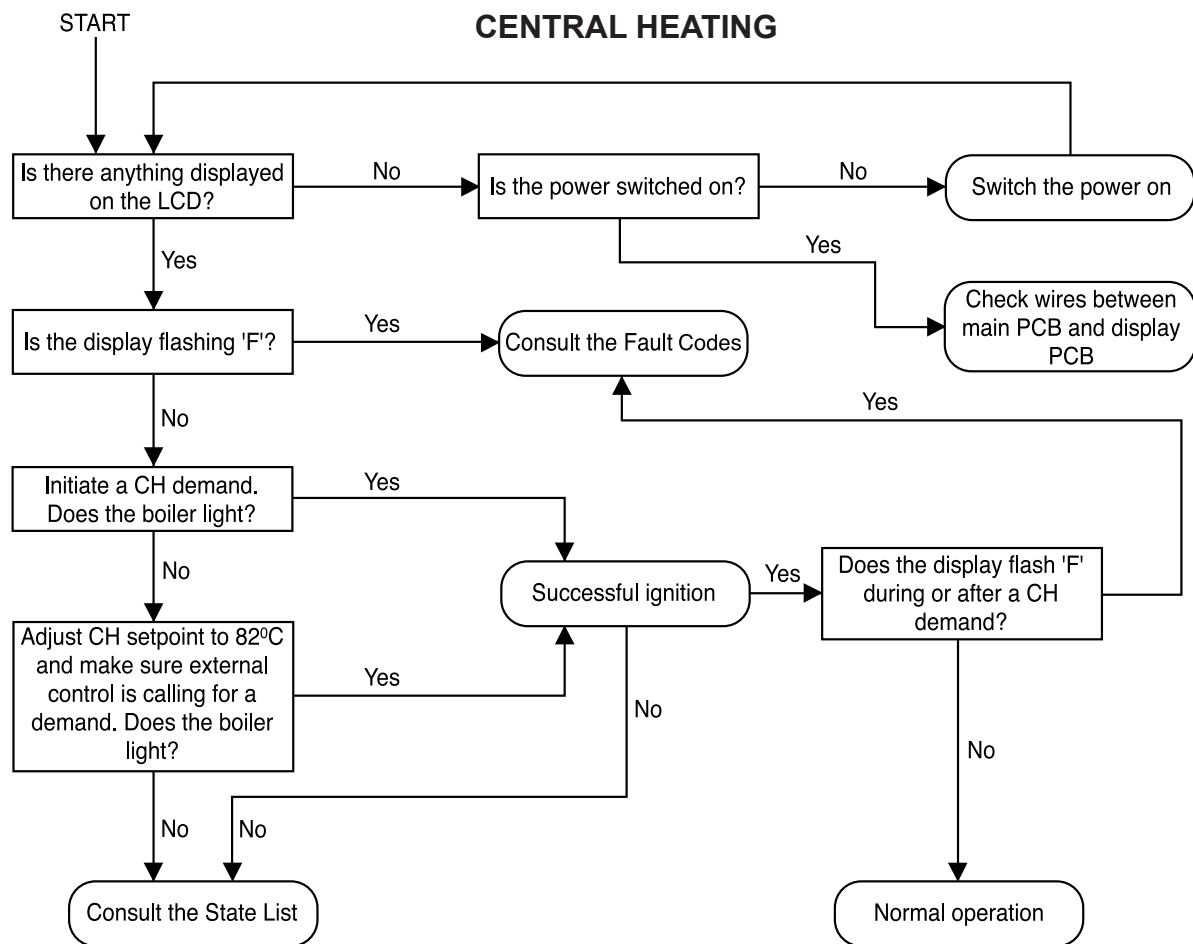 START
CENTRAL HEATING
Is there anything displayed
on the LCD?
No
Is the power switched on?
No
Switch the power on
Yes
Yes
Check wires between
main PCB and display
PCB
Is the display flashing 'F'?
Yes
Consult the Fault Codes
No
Yes
Initiate a CH demand.
Does the boiler light?
Yes
No
Successful ignition
Yes
Does the display flash 'F'
during or after a CH
demand?
Adjust CH setpoint to 82⁰C
and make sure external
control is calling for a
demand. Does the boiler
light?
Yes
No
No
No
No
Consult the State List
Normal operation